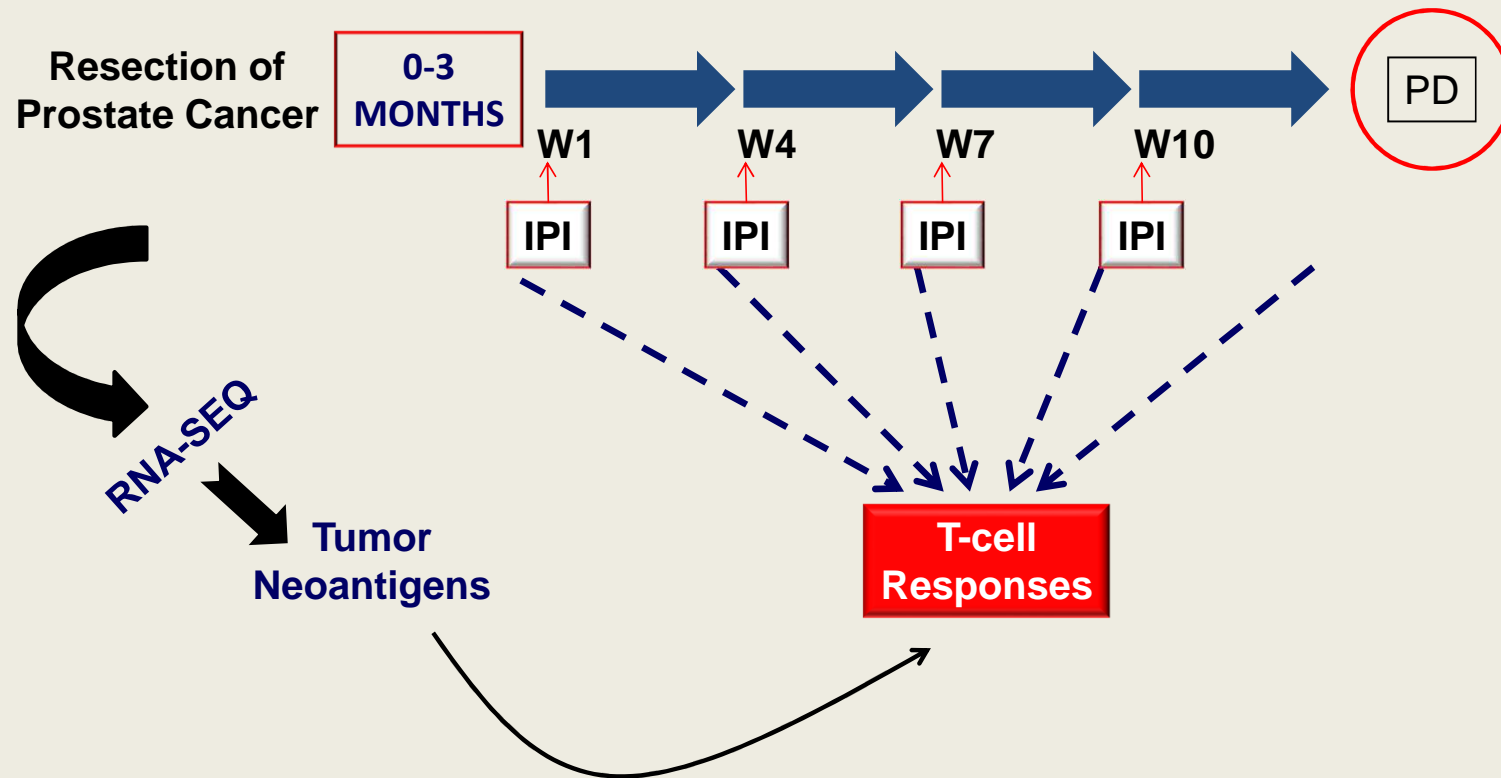 Resection of
Prostate Cancer
0-3
MONTHS
PD
W1
W4
W7
W10
IPI
IPI
IPI
IPI
RNA-SEQ
Tumor
Neoantigens
T-cell
Responses